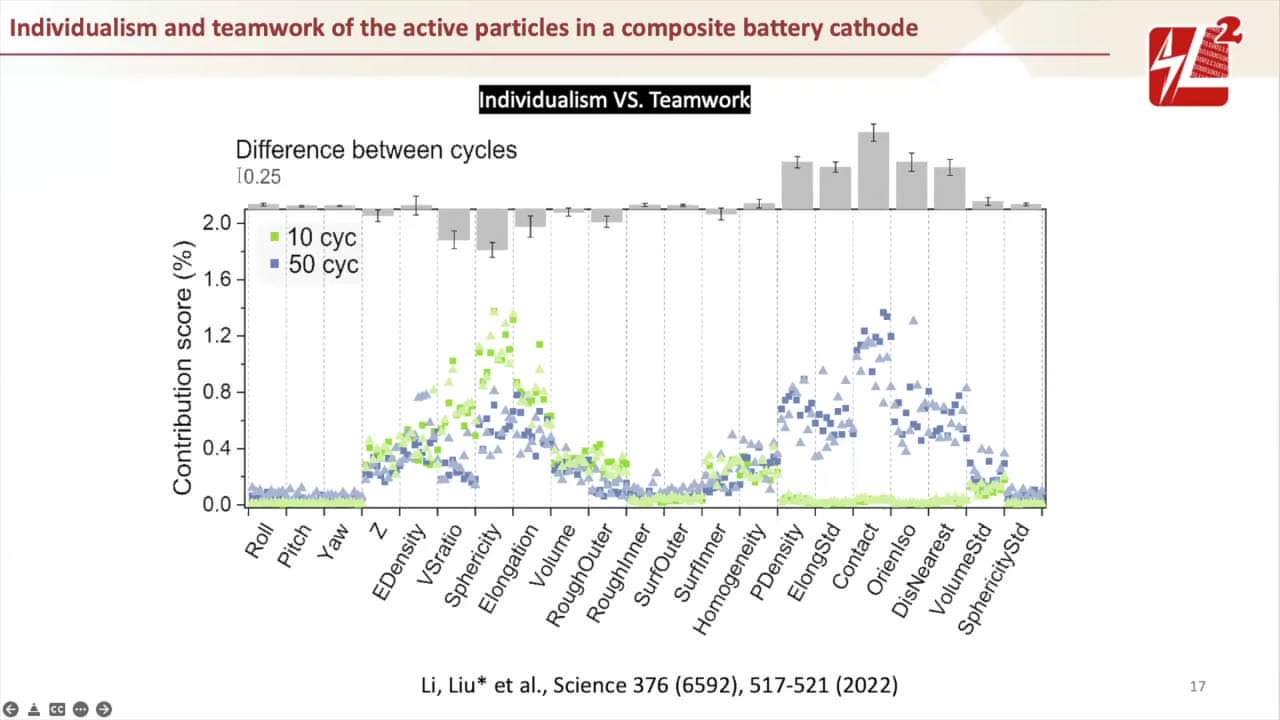 Individualism and teamwork of the active particles in a composite battery cathode
2
Individualism VS. Teamwork
Difference between cycles
0.25
10 cyc
50 cyc
Contribution score (%)
2.0
1.6
1.2
0.8
0.4
0.0
Roll
Pitch
Yaw
Z
EDensity
VSratio
Sphericity
Elongation
Volume
RoughOuter
RoughInner
SurfOuter
SurfInner
Homogeneity
PDensity
ElongStd
Contact
OrienIso
DisNearest
VolumeStd
SphericityStd
Li, Liu* et al., Science 376 (6592), 517-521 (2022)
17
CC